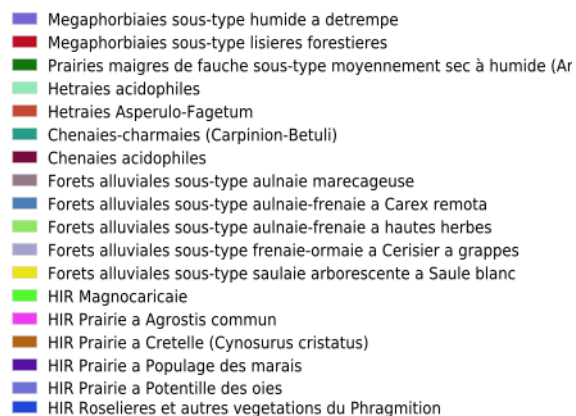 Megaphorbiaies sous-type humide a detrempe
Megaphorbiaies sous-type lisieres forestieres
Prairies maigres de fauche sous-type moyennement sec à humide (Ar
Hetraies acidophiles
Hetraies Asperulo-Fagetum
Chenaies-charmaies (Carpinion-Betuli)
Chenaies acidophiles
Forets alluviales sous-type aulnaie marecageuse
Forets alluviales sous-type aulnaie-frenaie a Carex remota
Forets alluviales sous-type aulnaie-frenaie a hautes herbes
Forets alluviales sous-type frenaie-ormaie a Cerisier a grappes
Forets alluviales sous-type saulaie arborescente a Saule blanc
HIR Magnocaricaie
HIR Prairie a Agrostis commun
HIR Prairie a Cretelle (Cynosurus cristatus)
HIR Prairie a Populage des marais
HIR Prairie a Potentille des oies
HIR Roselieres et autres vegetations du Phragmition